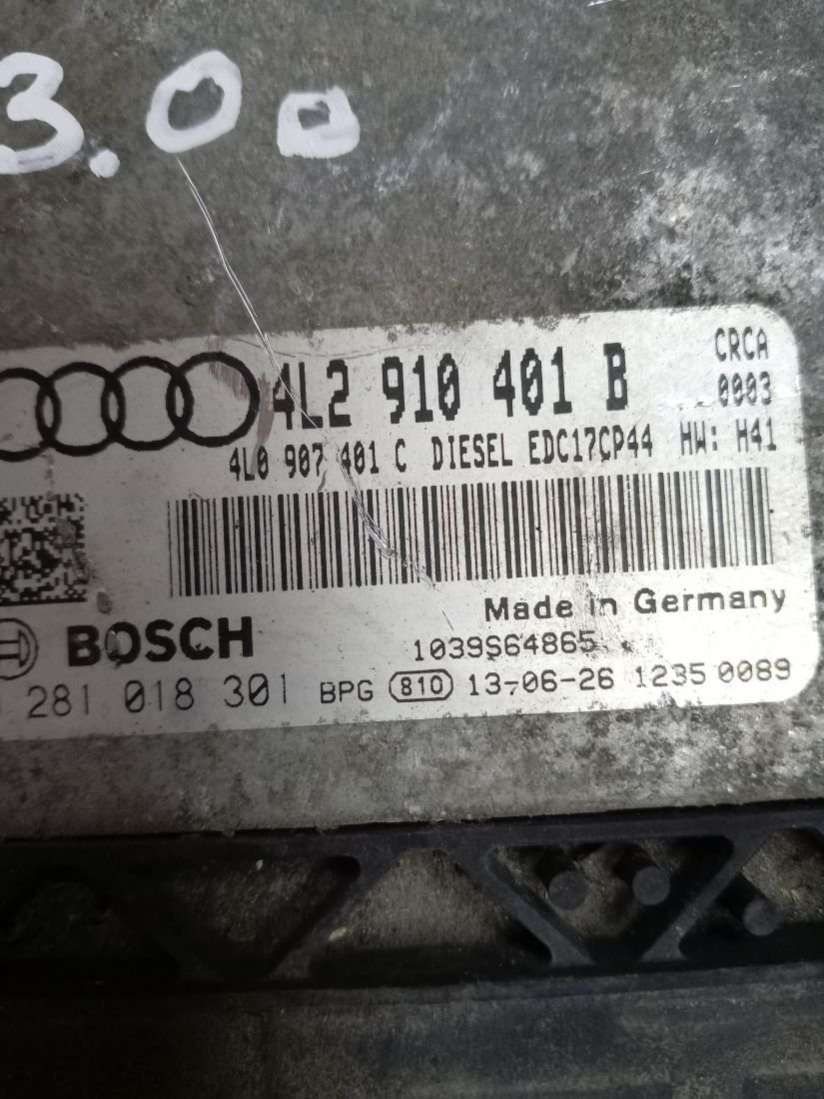 3.0D
4L2 910 401 B
CRCA
0003
4L0 907 401 C DIESEL EDC17CP44 HW: H41
Made in Germany
BOSCH
1039S64865
281 018 301 BPG 810 13-06-26 1235 0089